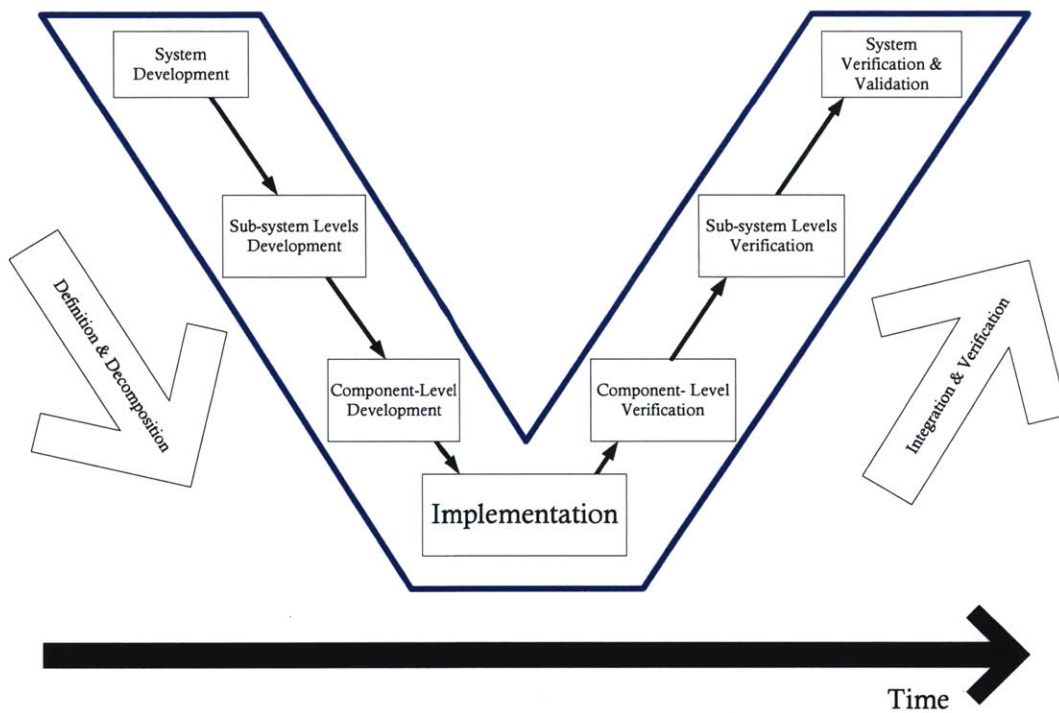 System
Development
System
Verification &
Validation
Sub-system Levels
Development
Sub-system Levels
Verification
Definition & Decomposition
Integration & Verification
Component-Level
Development
Component- Level
Verification
Implementation
Time